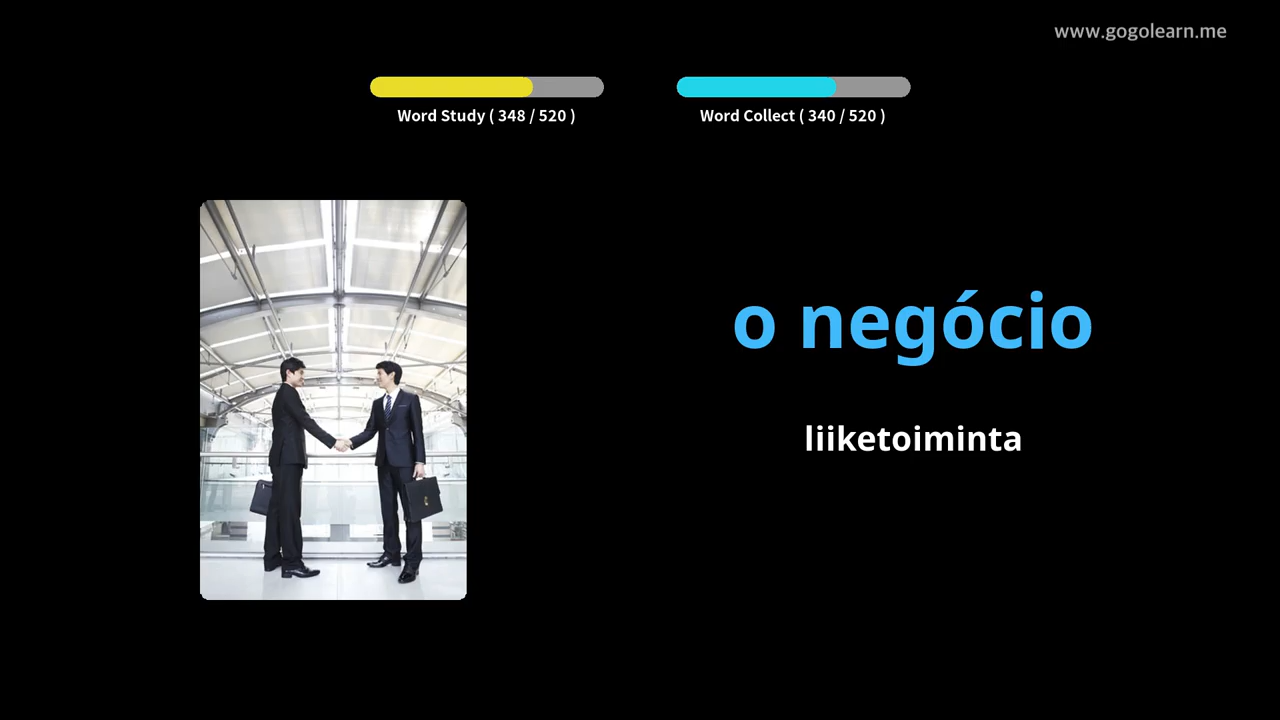 www.gogolearn.me
Word Study ( 348 / 520 )
Word Collect ( 340 / 520 )
o negócio
liiketoiminta